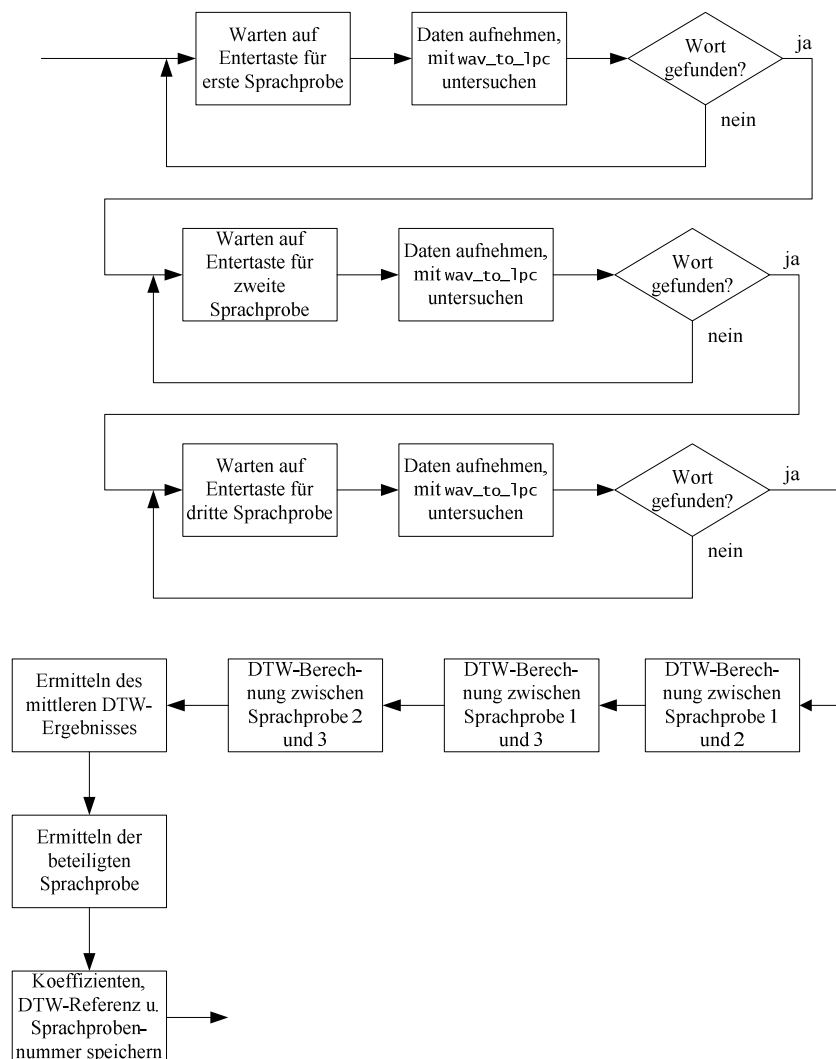 Warten auf
Entertaste für
erste Sprachprobe
Daten aufnehmen,
mit wav_to_lpc
untersuchen
Wort
gefunden?
ja
nein
Warten auf
Entertaste für
zweite
Sprachprobe
Daten aufnehmen,
mit wav_to_lpc
untersuchen
Wort
gefunden?
ja
nein
Warten auf
Entertaste für
dritte Sprachprobe
Daten aufnehmen,
mit wav_to_lpc
untersuchen
Wort
gefunden?
ja
nein
DTW-Berech-
nung zwischen
Sprachprobe 1
und 2
DTW-Berech-
nung zwischen
Sprachprobe 1
und 3
DTW-Berech-
nung zwischen
Sprachprobe 2
und 3
Ermitteln des
mittleren DTW-
Ergebnisses
Ermitteln der
beteiligten
Sprachprobe
Koeffizienten,
DTW-Referenz u.
Sprachproben-
nummer speichern